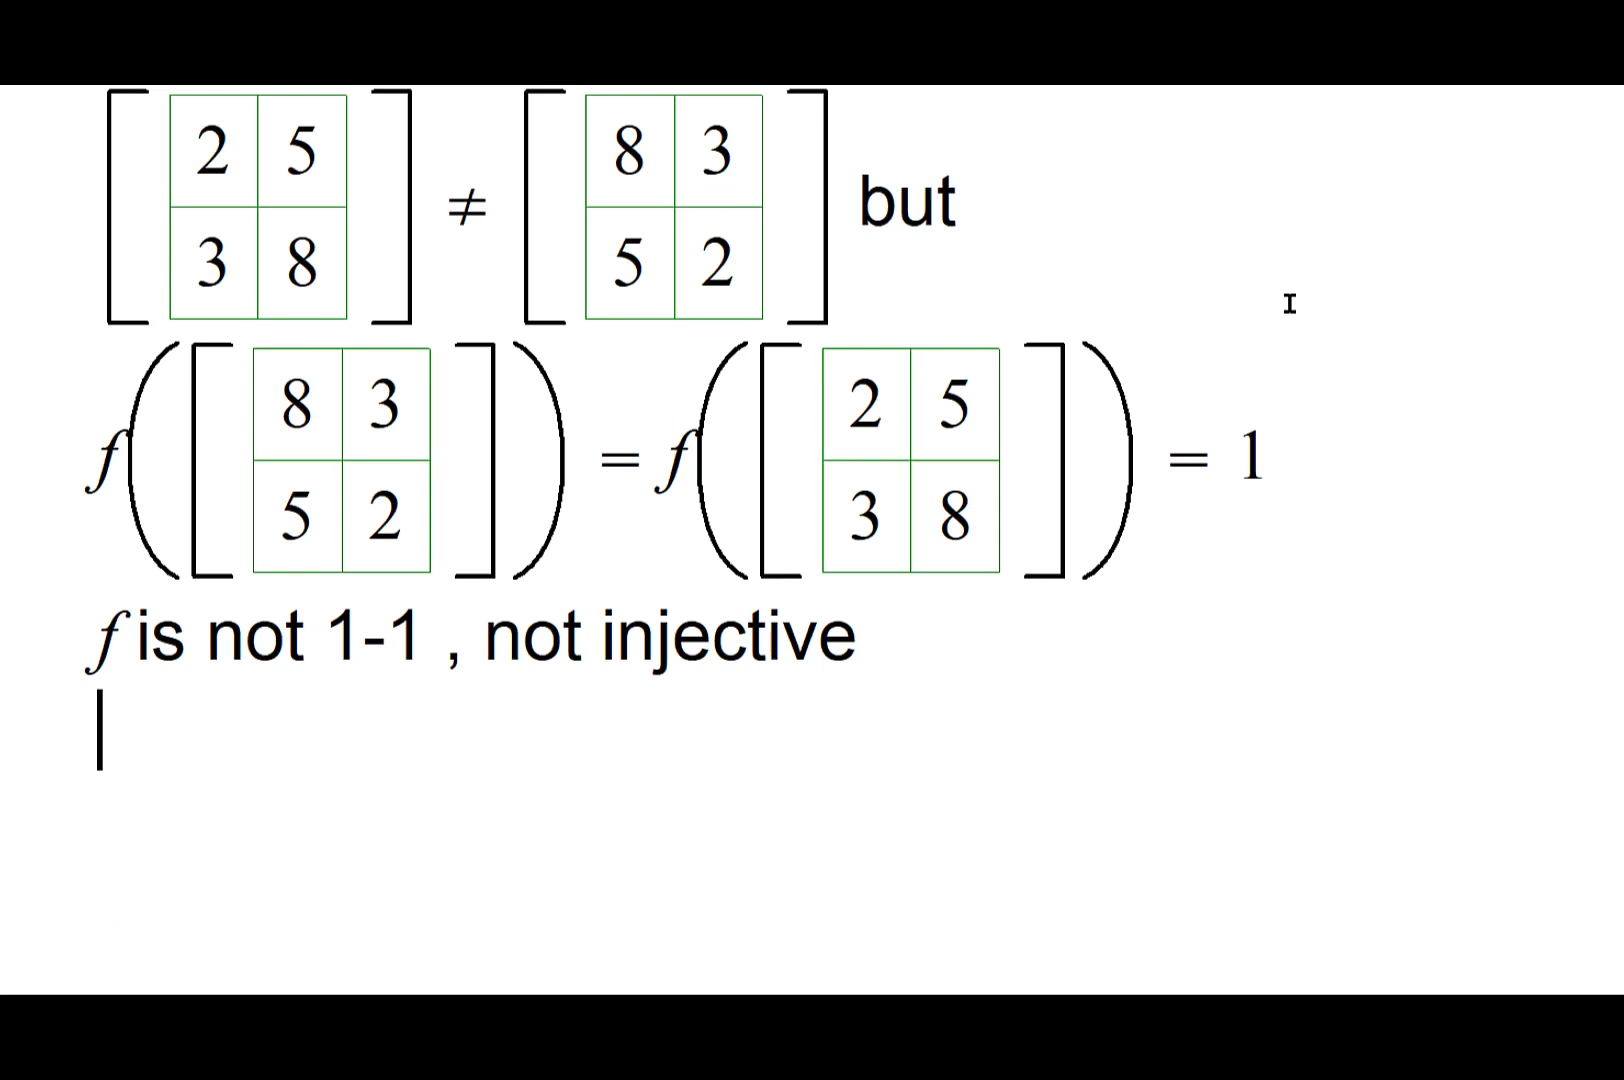 [2 5 3 8] ≠ [8 3 5 2] but
f([8 3 5 2]) = f([2 5 3 8]) = 1
f is not 1-1 , not injective